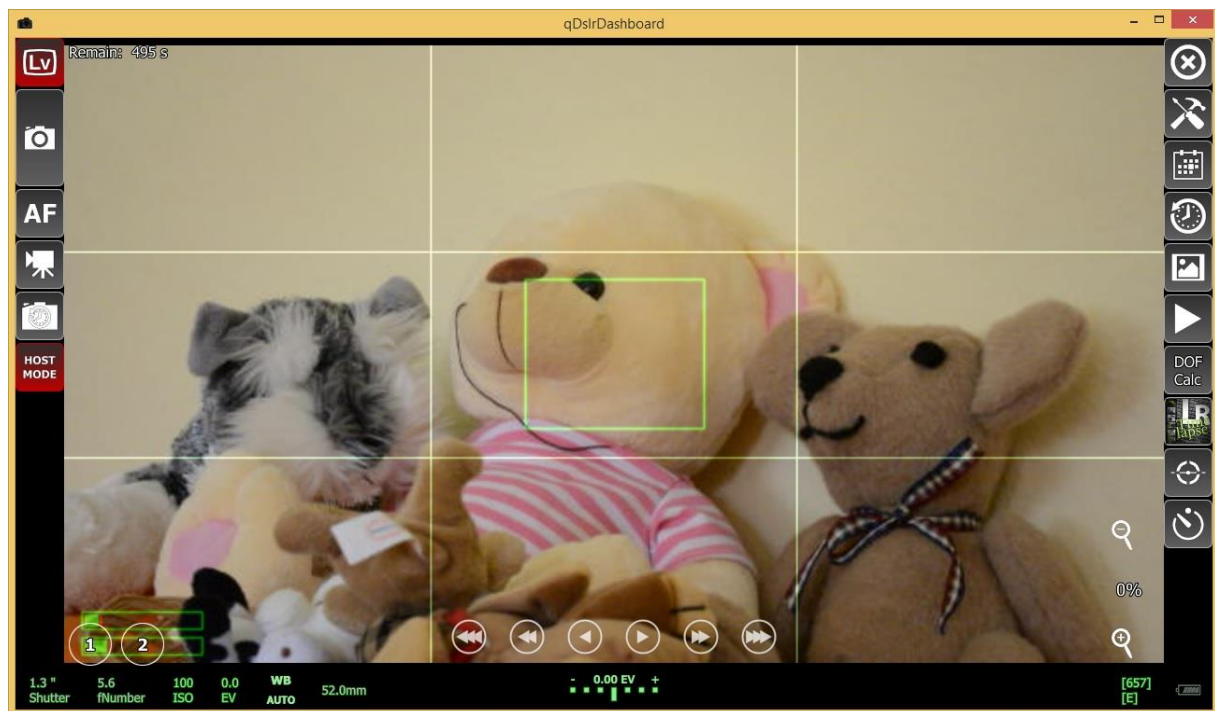 qDslrDashboard
Lv
Remain: 495 s
AF
HOST
MODE
DOF
Calc
LR
lapse
0%
1 2
1.3 " 5.6 100 0.0 WB 52.0mm - 0.00 EV + [657]
Shutter fNumber ISO EV AUTO [E]